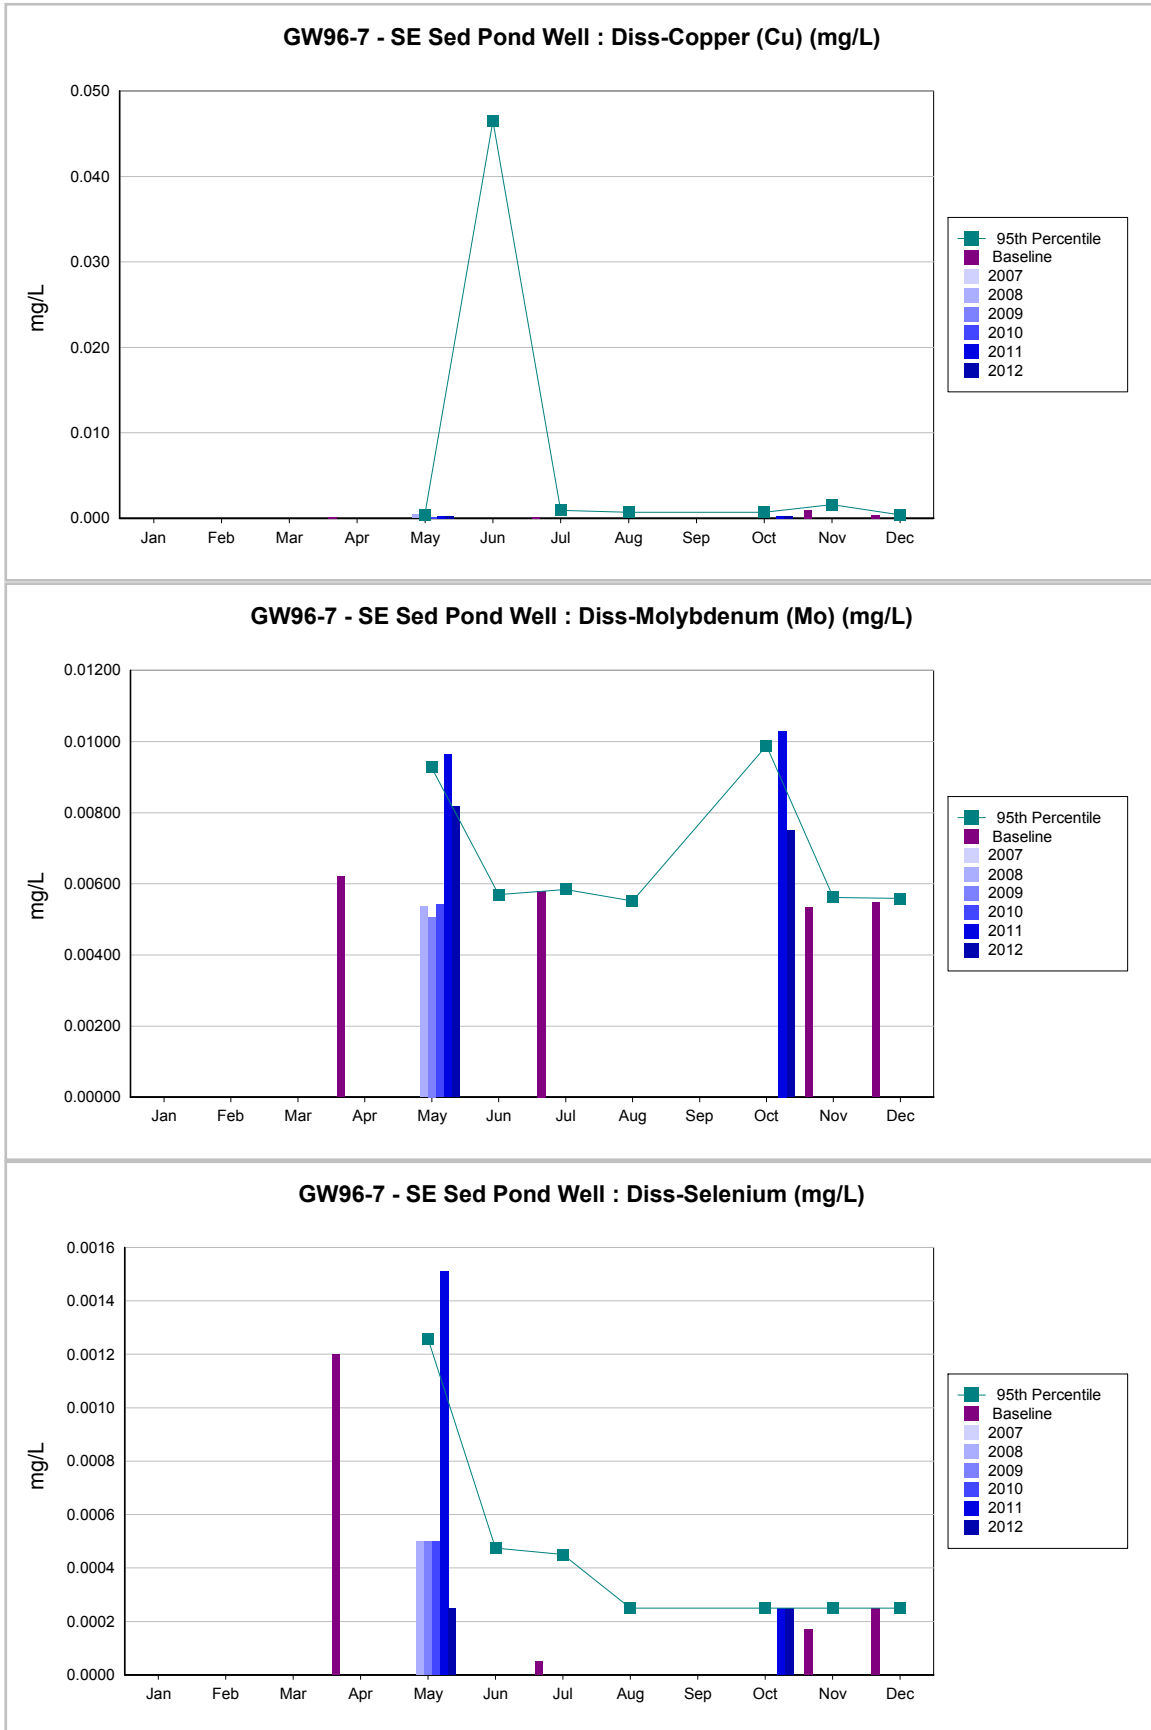 GW96-7 - SE Sed Pond Well : Diss-Copper (Cu) (mg/L)
0.050
0.040
0.030
0.020
0.010
0.000
mg/L
Jan Feb Mar Apr May Jun Jul Aug Sep Oct Nov Dec
95th Percentile
Baseline
2007
2008
2009
2010
2011
2012
GW96-7 - SE Sed Pond Well : Diss-Molybdenum (Mo) (mg/L)
0.01200
0.01000
0.00800
0.00600
0.00400
0.00200
0.00000
mg/L
Jan Feb Mar Apr May Jun Jul Aug Sep Oct Nov Dec
95th Percentile
Baseline
2007
2008
2009
2010
2011
2012
GW96-7 - SE Sed Pond Well : Diss-Selenium (mg/L)
0.0016
0.0014
0.0012
0.0010
0.0008
0.0006
0.0004
0.0002
0.0000
mg/L
Jan Feb Mar Apr May Jun Jul Aug Sep Oct Nov Dec
95th Percentile
Baseline
2007
2008
2009
2010
2011
2012